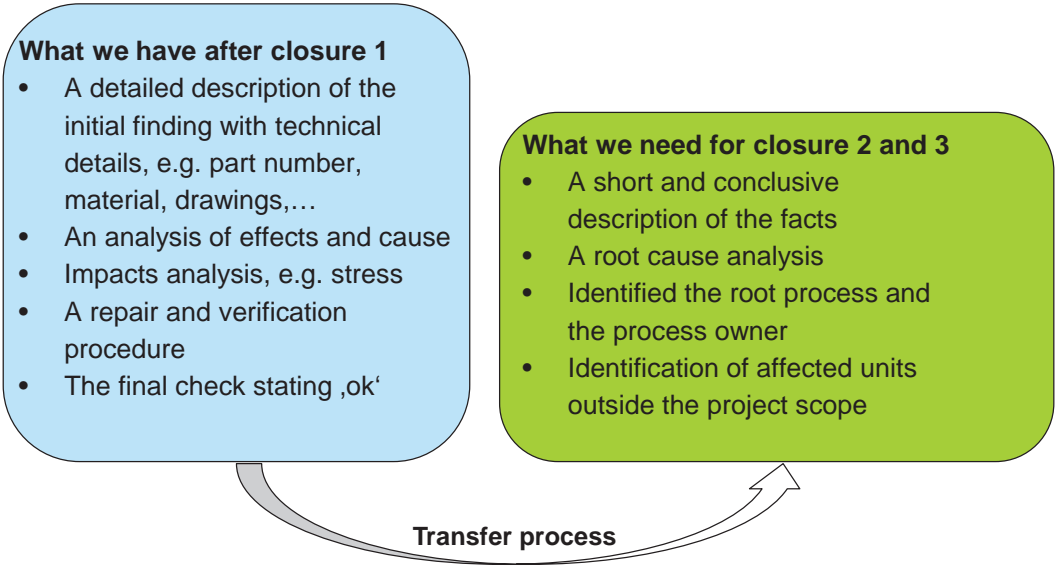 What we have after closure 1
• A detailed description of the
initial finding with technical
details, e.g. part number,
material, drawings,…
• An analysis of effects and cause
• Impacts analysis, e.g. stress
• A repair and verification
procedure
• The final check stating ‚ok‘
What we need for closure 2 and 3
• A short and conclusive
description of the facts
• A root cause analysis
• Identified the root process and
the process owner
• Identification of affected units
outside the project scope
Transfer process